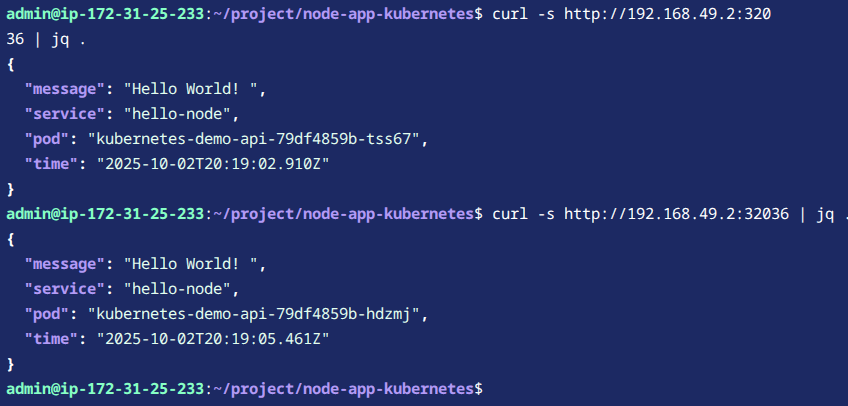 admin@ip-172-31-25-233:~/project/node-app-kubernetes$ curl -s http://192.168.49.2:320
36 | jq .
{
  "message": "Hello World! ",
  "service": "hello-node",
  "pod": "kubernetes-demo-api-79df4859b-tss67",
  "time": "2025-10-02T20:19:02.910Z"
}
admin@ip-172-31-25-233:~/project/node-app-kubernetes$ curl -s http://192.168.49.2:32036 | jq .
{
  "message": "Hello World! ",
  "service": "hello-node",
  "pod": "kubernetes-demo-api-79df4859b-hdzmj",
  "time": "2025-10-02T20:19:05.461Z"
}
admin@ip-172-31-25-233:~/project/node-app-kubernetes$